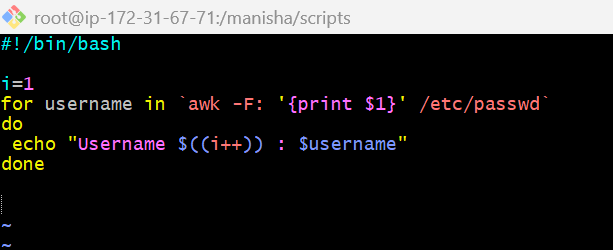 root@ip-172-31-67-71:/manisha/scripts
#!/bin/bash
i=1
for username in `awk -F: '{print $1}' /etc/passwd`
do
 echo "Username $((i++)) : $username"
done
~
~